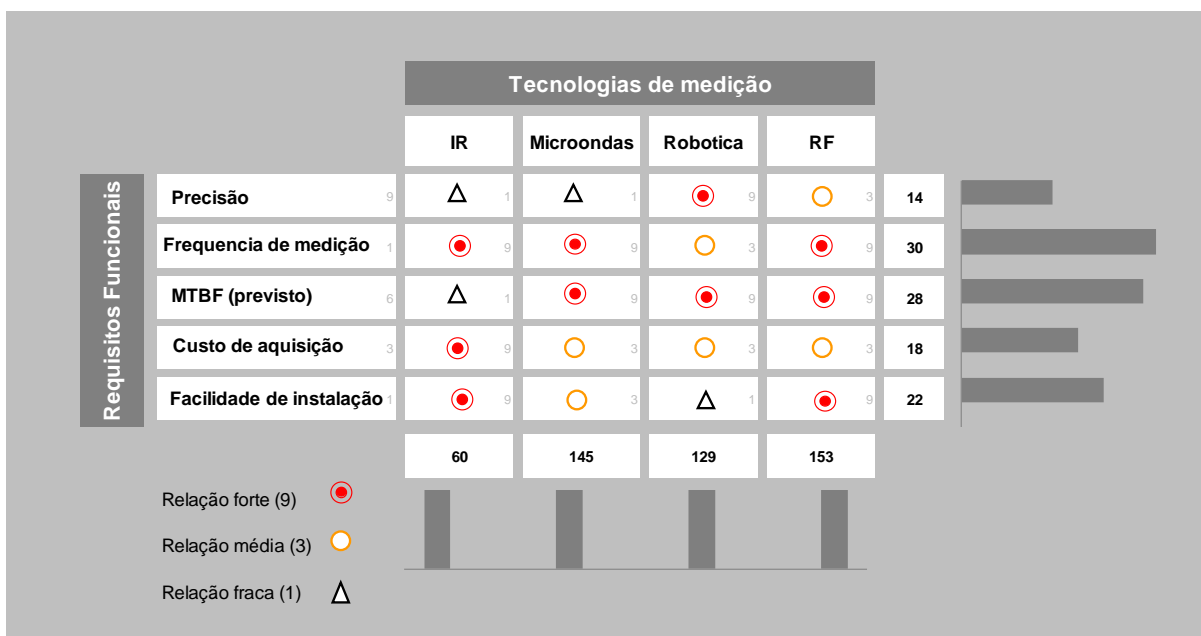 Tecnologias de medição
IR Microondas Robotica RF
Requisitos Funcionais
Precisão 9 1 1 9 3 14
Frequencia de medição 1 9 9 3 9 30
MTBF (previsto) 6 1 9 9 9 28
Custo de aquisição 3 9 3 3 3 18
Facilidade de instalação 1 9 3 1 9 22
60 145 129 153
Relação forte (9)
Relação média (3)
Relação fraca (1)